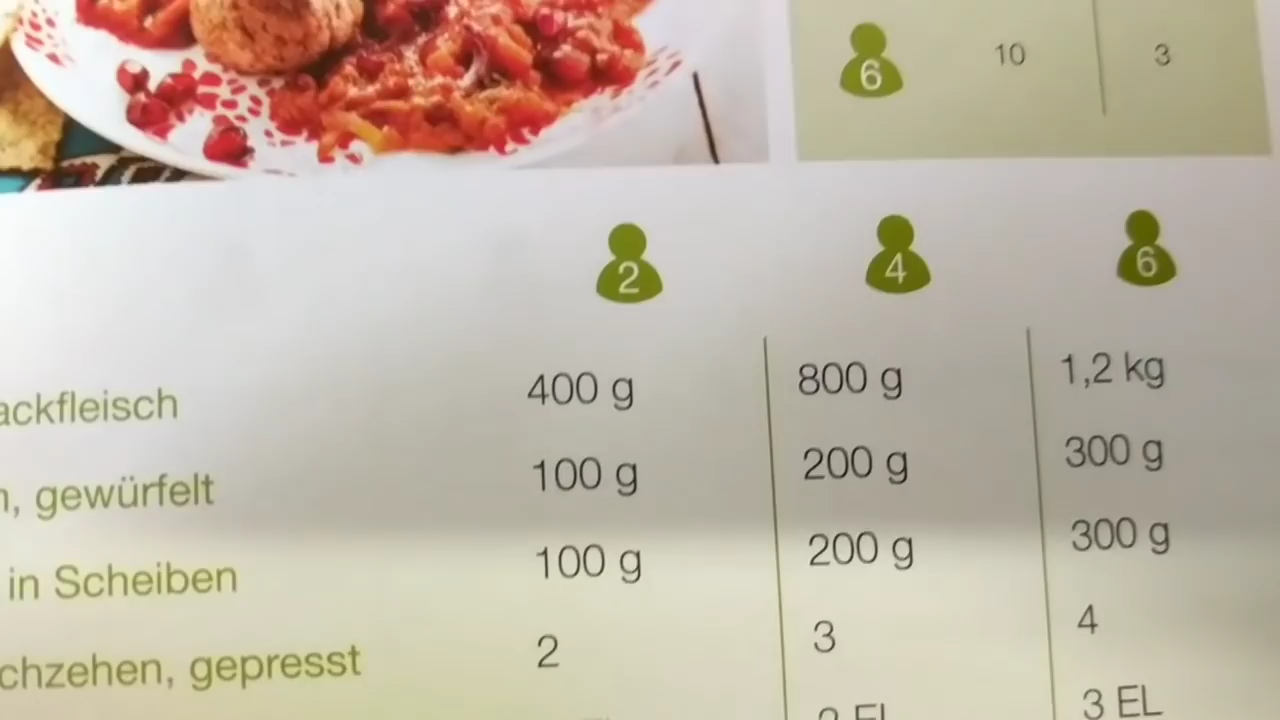 6 10 3
2 4 6
ackfleisch 400 g 800 g 1,2 kg
, gewürfelt 100 g 200 g 300 g
in Scheiben 100 g 200 g 300 g
chzehen, gepresst 2 3 4
EL 3 EL